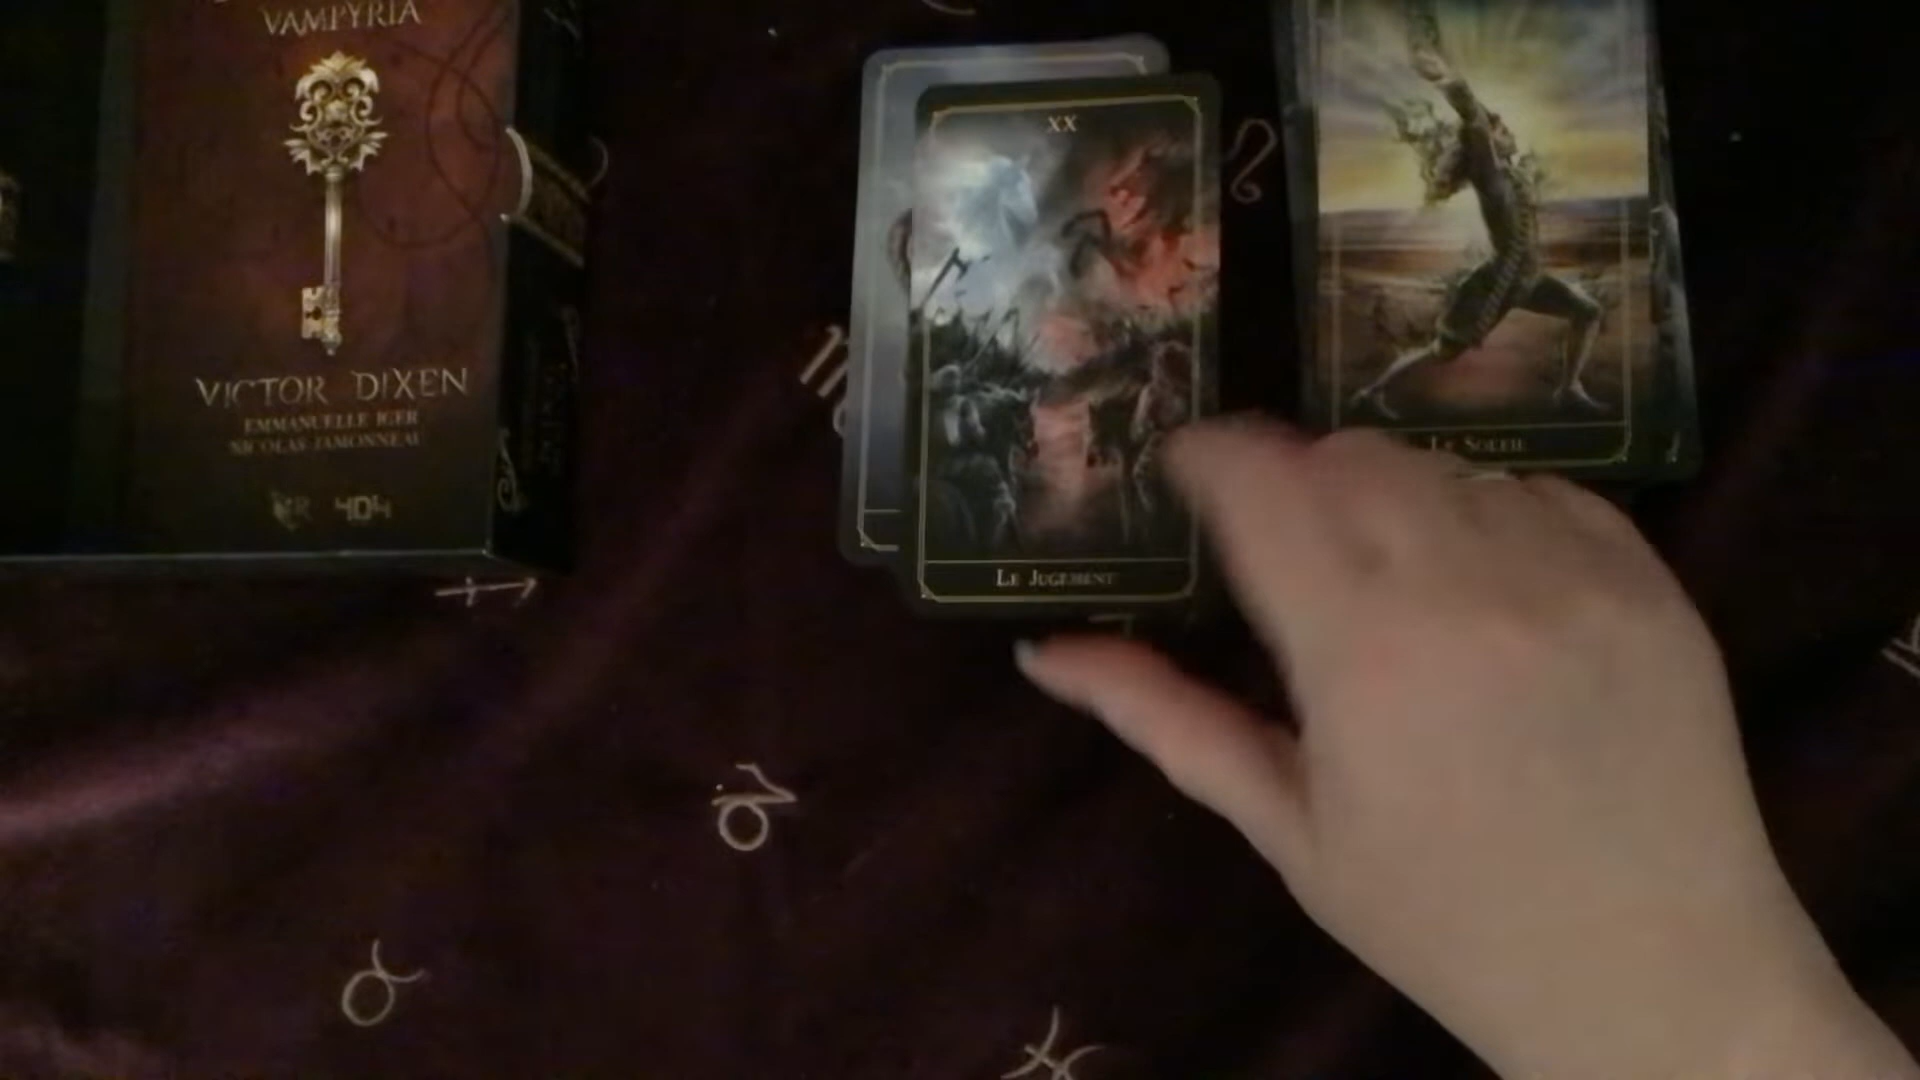 VAMPYRIA
VICTOR DIXEN
EMMANUELLE IGER
NICOLAS JAMONNEAU
404
XX
LE JUGEMENT
LE SOLEIL